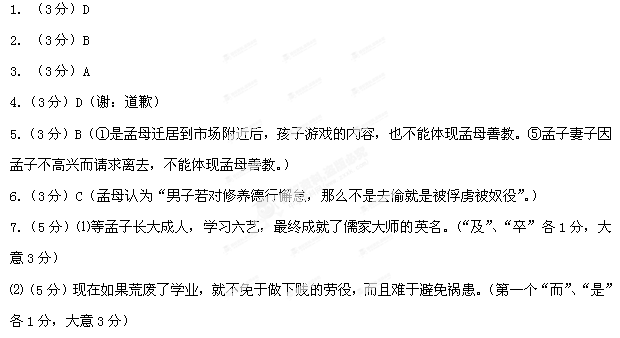 1. （3分）D
2. （3分）B
3. （3分）A
4.（3分）D（谢：道歉）
5.（3分）B（①是孟母迁居到市场附近后，孩子游戏的内容，也不能体现孟母善教。⑤孟子妻子因
孟子不高兴而请求离去，不能体现孟母善教。）
6.（3分）C（孟母认为“男子若对修养德行懈怠，那么不是去偷就是被俘虏被奴役”。）
7.（5分）⑴等孟子长大成人，学习六艺，最终成就了儒家大师的英名。（“及”、“卒”各1分，大
意3分）
⑵（5分）现在如果荒废了学业，就不免于做下贱的劳役，而且难于避免祸患。（第一个“而”、“是”
各1分，大意3分）